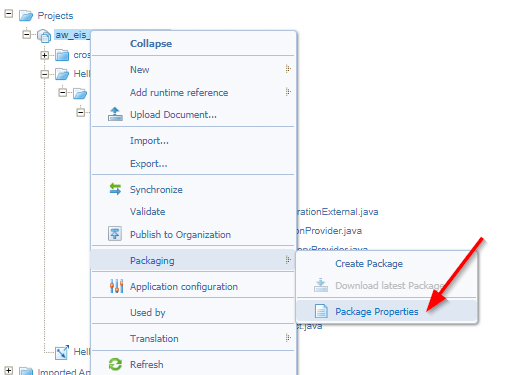 Projects
aw_eis_
Collapse
cros
New
Hell
Add runtime reference
Upload Document...
Import...
Export...
Synchronize
Validate
rationExternal.java
Publish to Organization
onProvider.java
Packaging
Create Package
Application configuration
Download latest Package
Used by
Package Properties
Translation
t.java
Hell
Refresh
Imported Ar